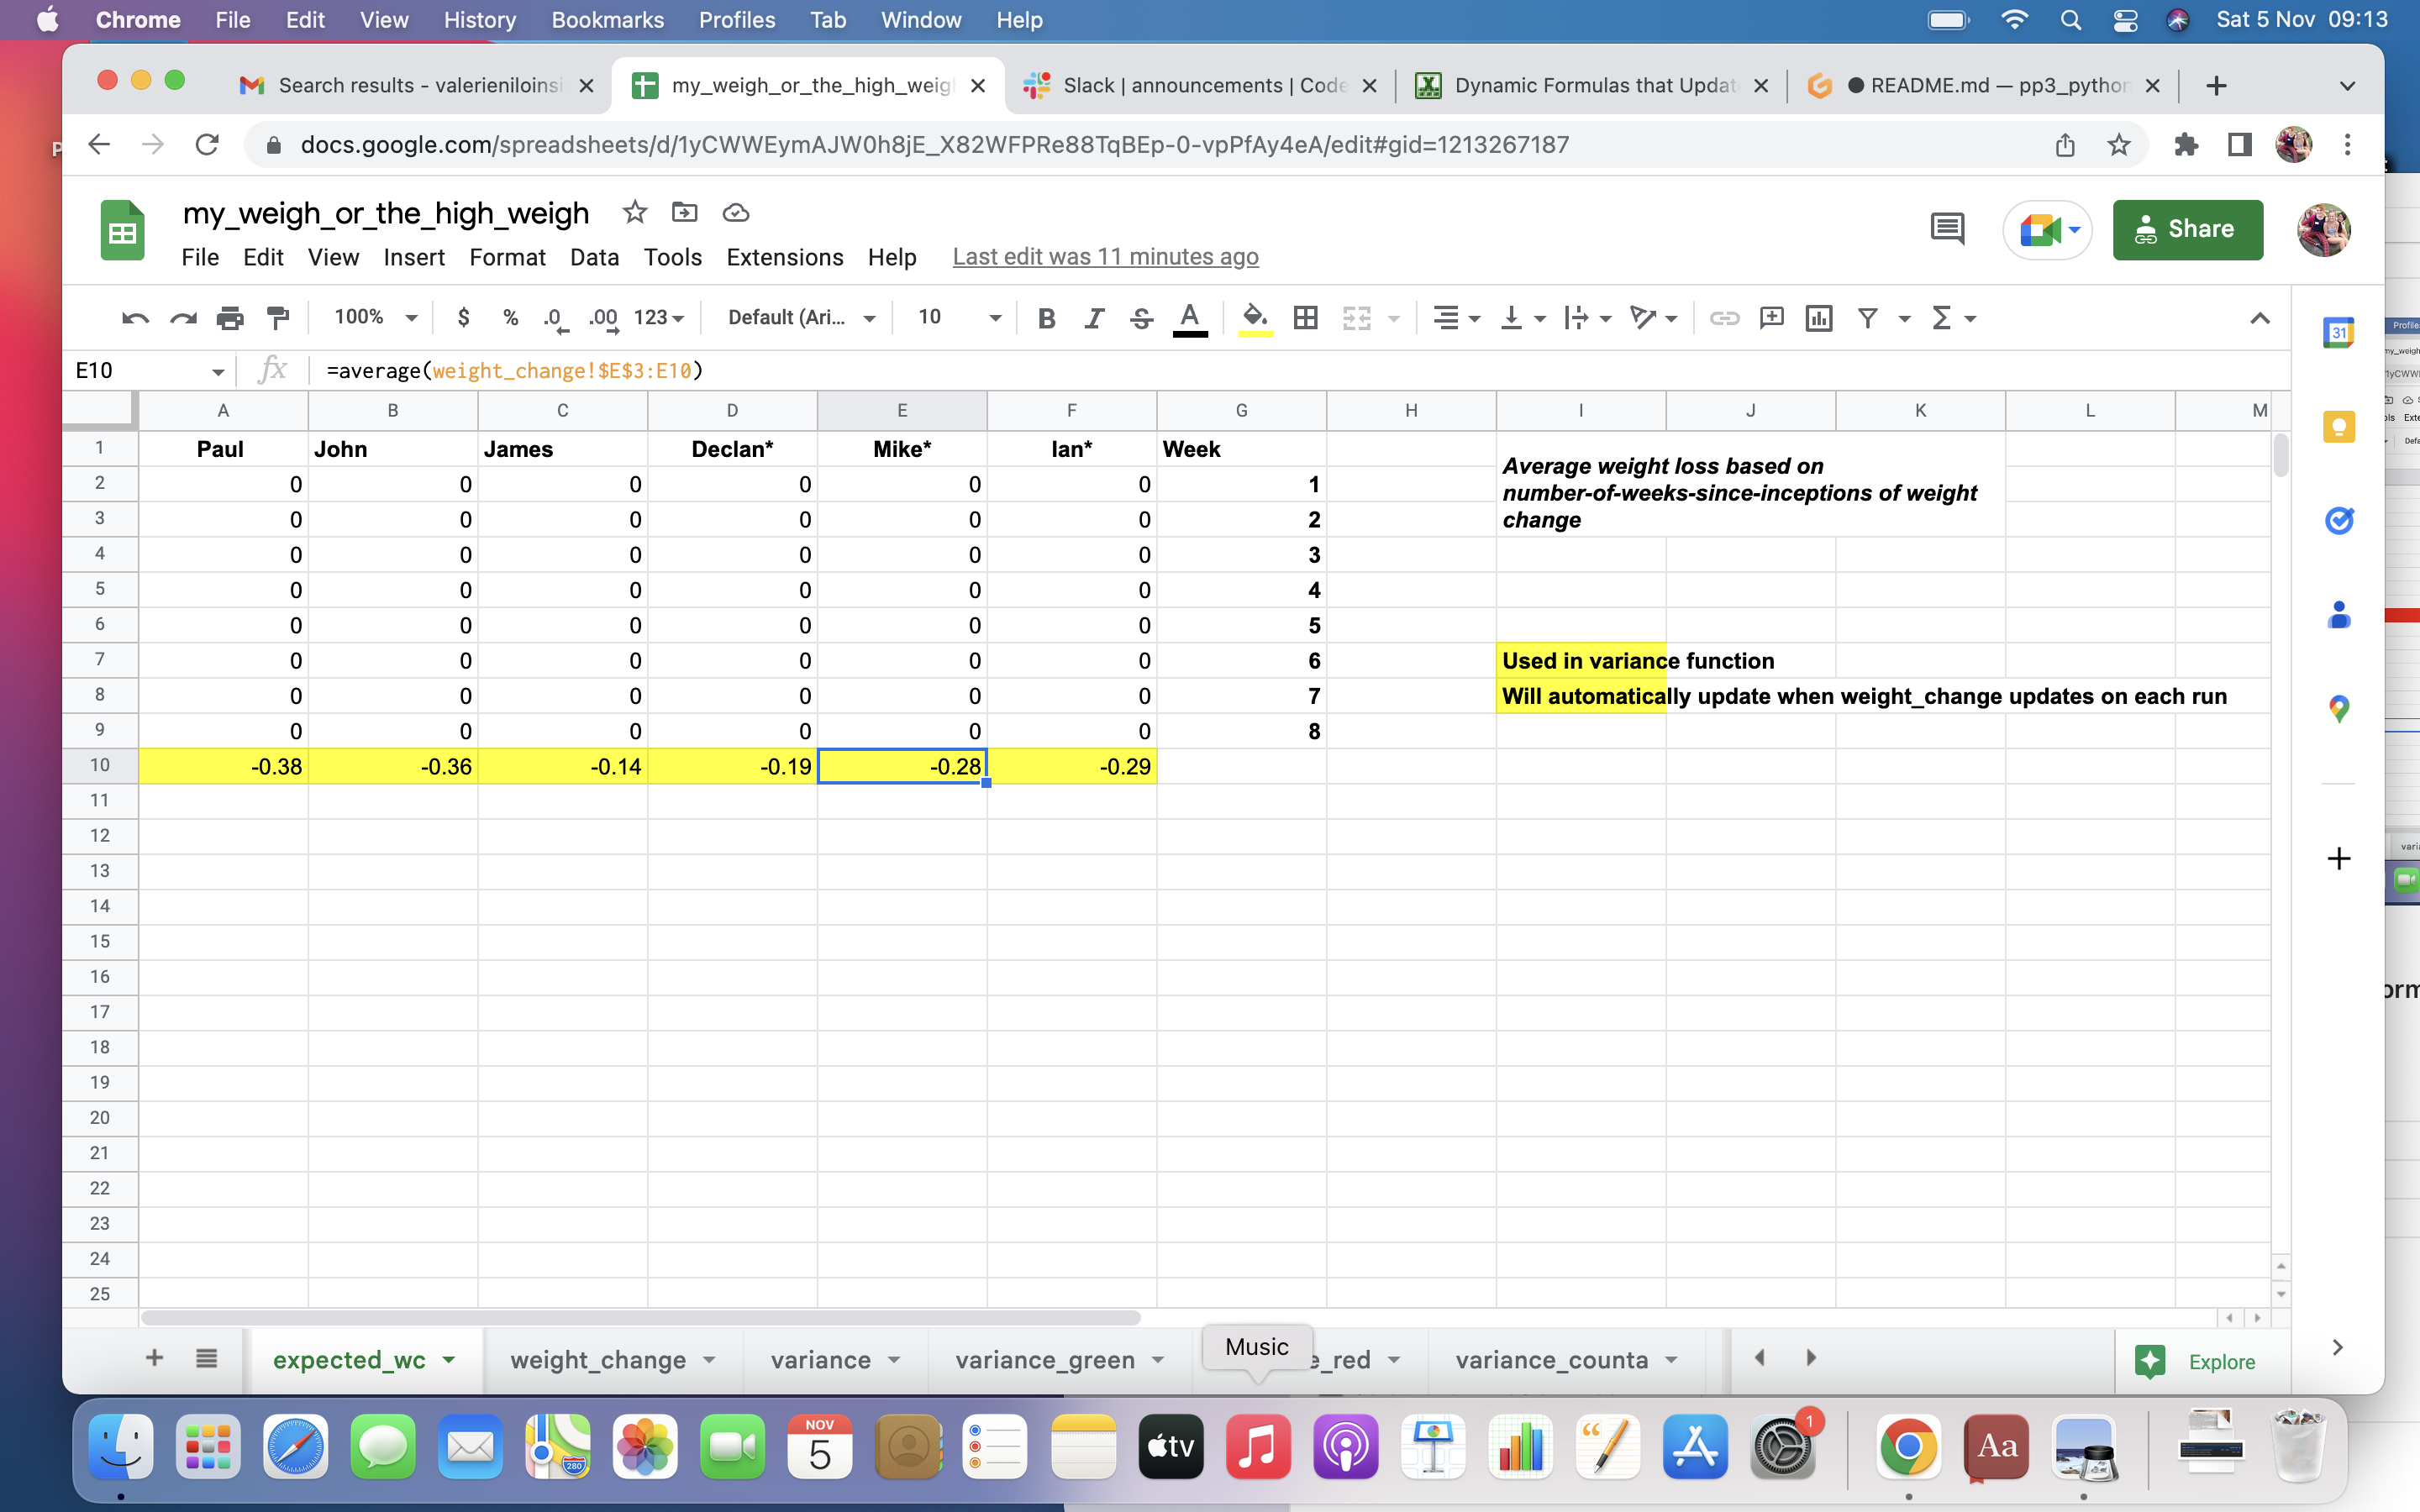 Chrome File Edit View History Bookmarks Profiles Tab Window Help Sat 5 Nov 09:13
Search results - valerieniloinsi my_weigh_or_the_high_weig Slack | announcements | Code Dynamic Formulas that Updat ● README.md — pp3_python
docs.google.com/spreadsheets/d/1yCWWEymAJW0h8jE_X82WFPRe88TqBEp-0-vpPfAy4eA/edit#gid=1213267187
my_weigh_or_the_high_weigh
Share
File Edit View Insert Format Data Tools Extensions Help Last edit was 11 minutes ago
100% $ % .0 .00 123 Default (Ari... 10 B I S A Σ
31
E10 fx =average(weight_change!$E$3:E10)
A B C D E F G H I J K L M
1 Paul John James Declan* Mike* Ian* Week
Average weight loss based on
number-of-weeks-since-inceptions of weight
change
2 0 0 0 0 0 0 1
3 0 0 0 0 0 0 2
4 0 0 0 0 0 0 3
5 0 0 0 0 0 0 4
6 0 0 0 0 0 0 5
7 0 0 0 0 0 0 6 Used in variance function
8 0 0 0 0 0 0 7 Will automatically update when weight_change updates on each run
9 0 0 0 0 0 0 8
10 -0.38 -0.36 -0.14 -0.19 -0.28 -0.29
11
12
13
14
15
16
17
18
19
20
21
22
23
24
25
expected_wc weight_change variance variance_green e_red variance_counta Explore
Music
NOV
5
280
tv
1
Aa